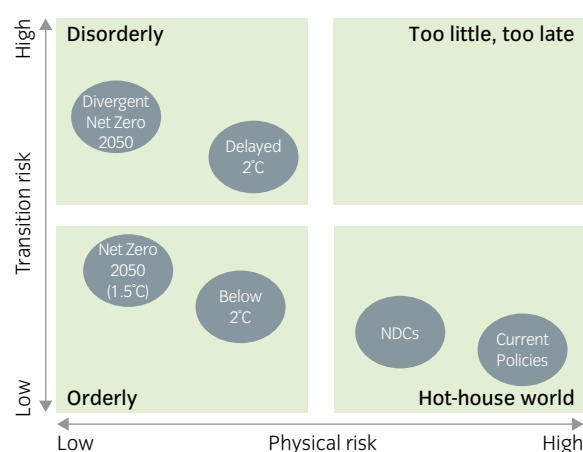 High
Transition risk
Low
Disorderly
Too little, too late
Divergent
Net Zero
2050
Delayed
2°C
Net Zero
2050
(1.5°C)
Below
2°C
NDCs
Current
Policies
Orderly
Hot-house world
Low
Physical risk
High